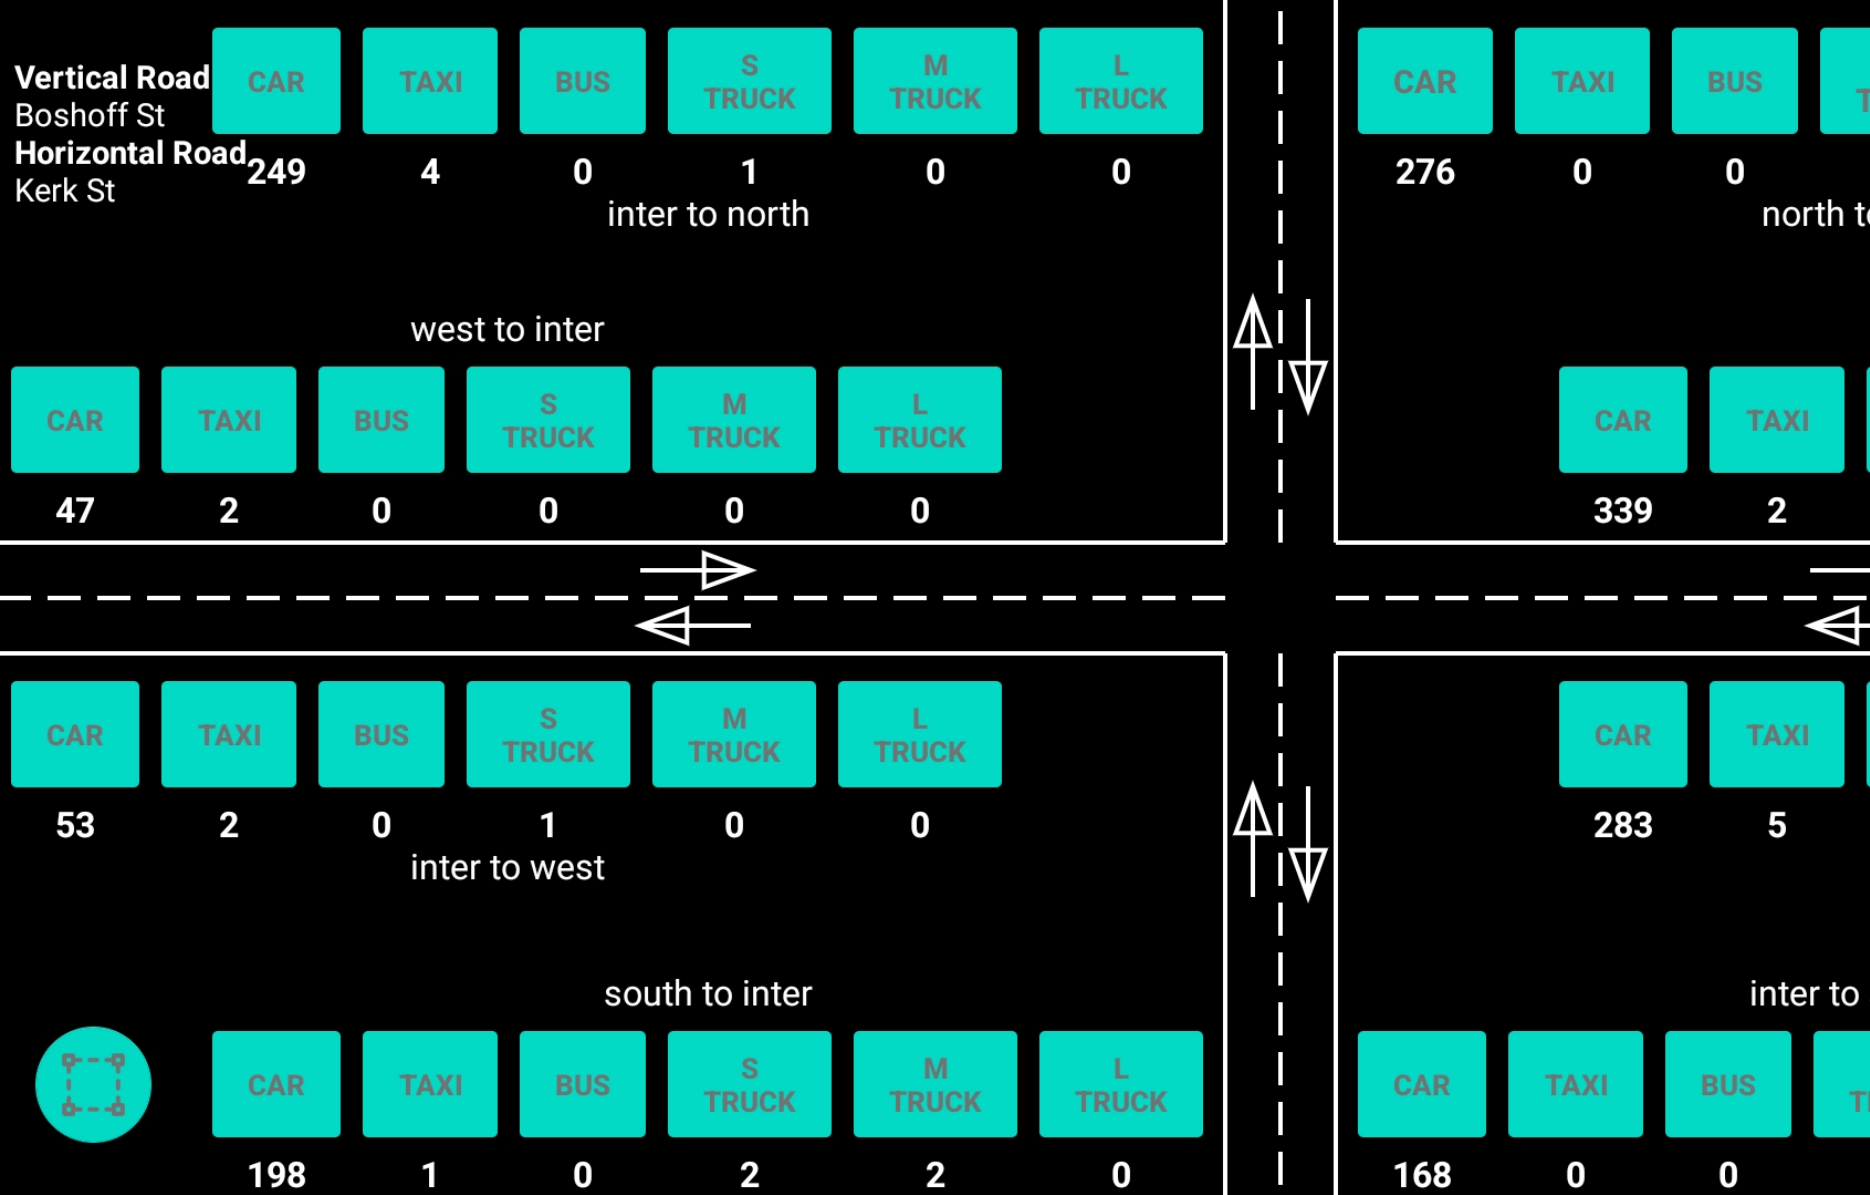 Vertical Road
Boshoff St
Horizontal Road
Kerk St
CAR TAXI BUS S TRUCK M TRUCK L TRUCK
249 4 0 1 0 0
inter to north
CAR TAXI BUS
276 0 0
north
west to inter
CAR TAXI BUS S TRUCK M TRUCK L TRUCK
47 2 0 0 0 0
CAR TAXI
339 2
CAR TAXI BUS S TRUCK M TRUCK L TRUCK
53 2 0 1 0 0
inter to west
CAR TAXI
283 5
south to inter
CAR TAXI BUS S TRUCK M TRUCK L TRUCK
198 1 0 2 2 0
inter to
CAR TAXI BUS
168 0 0